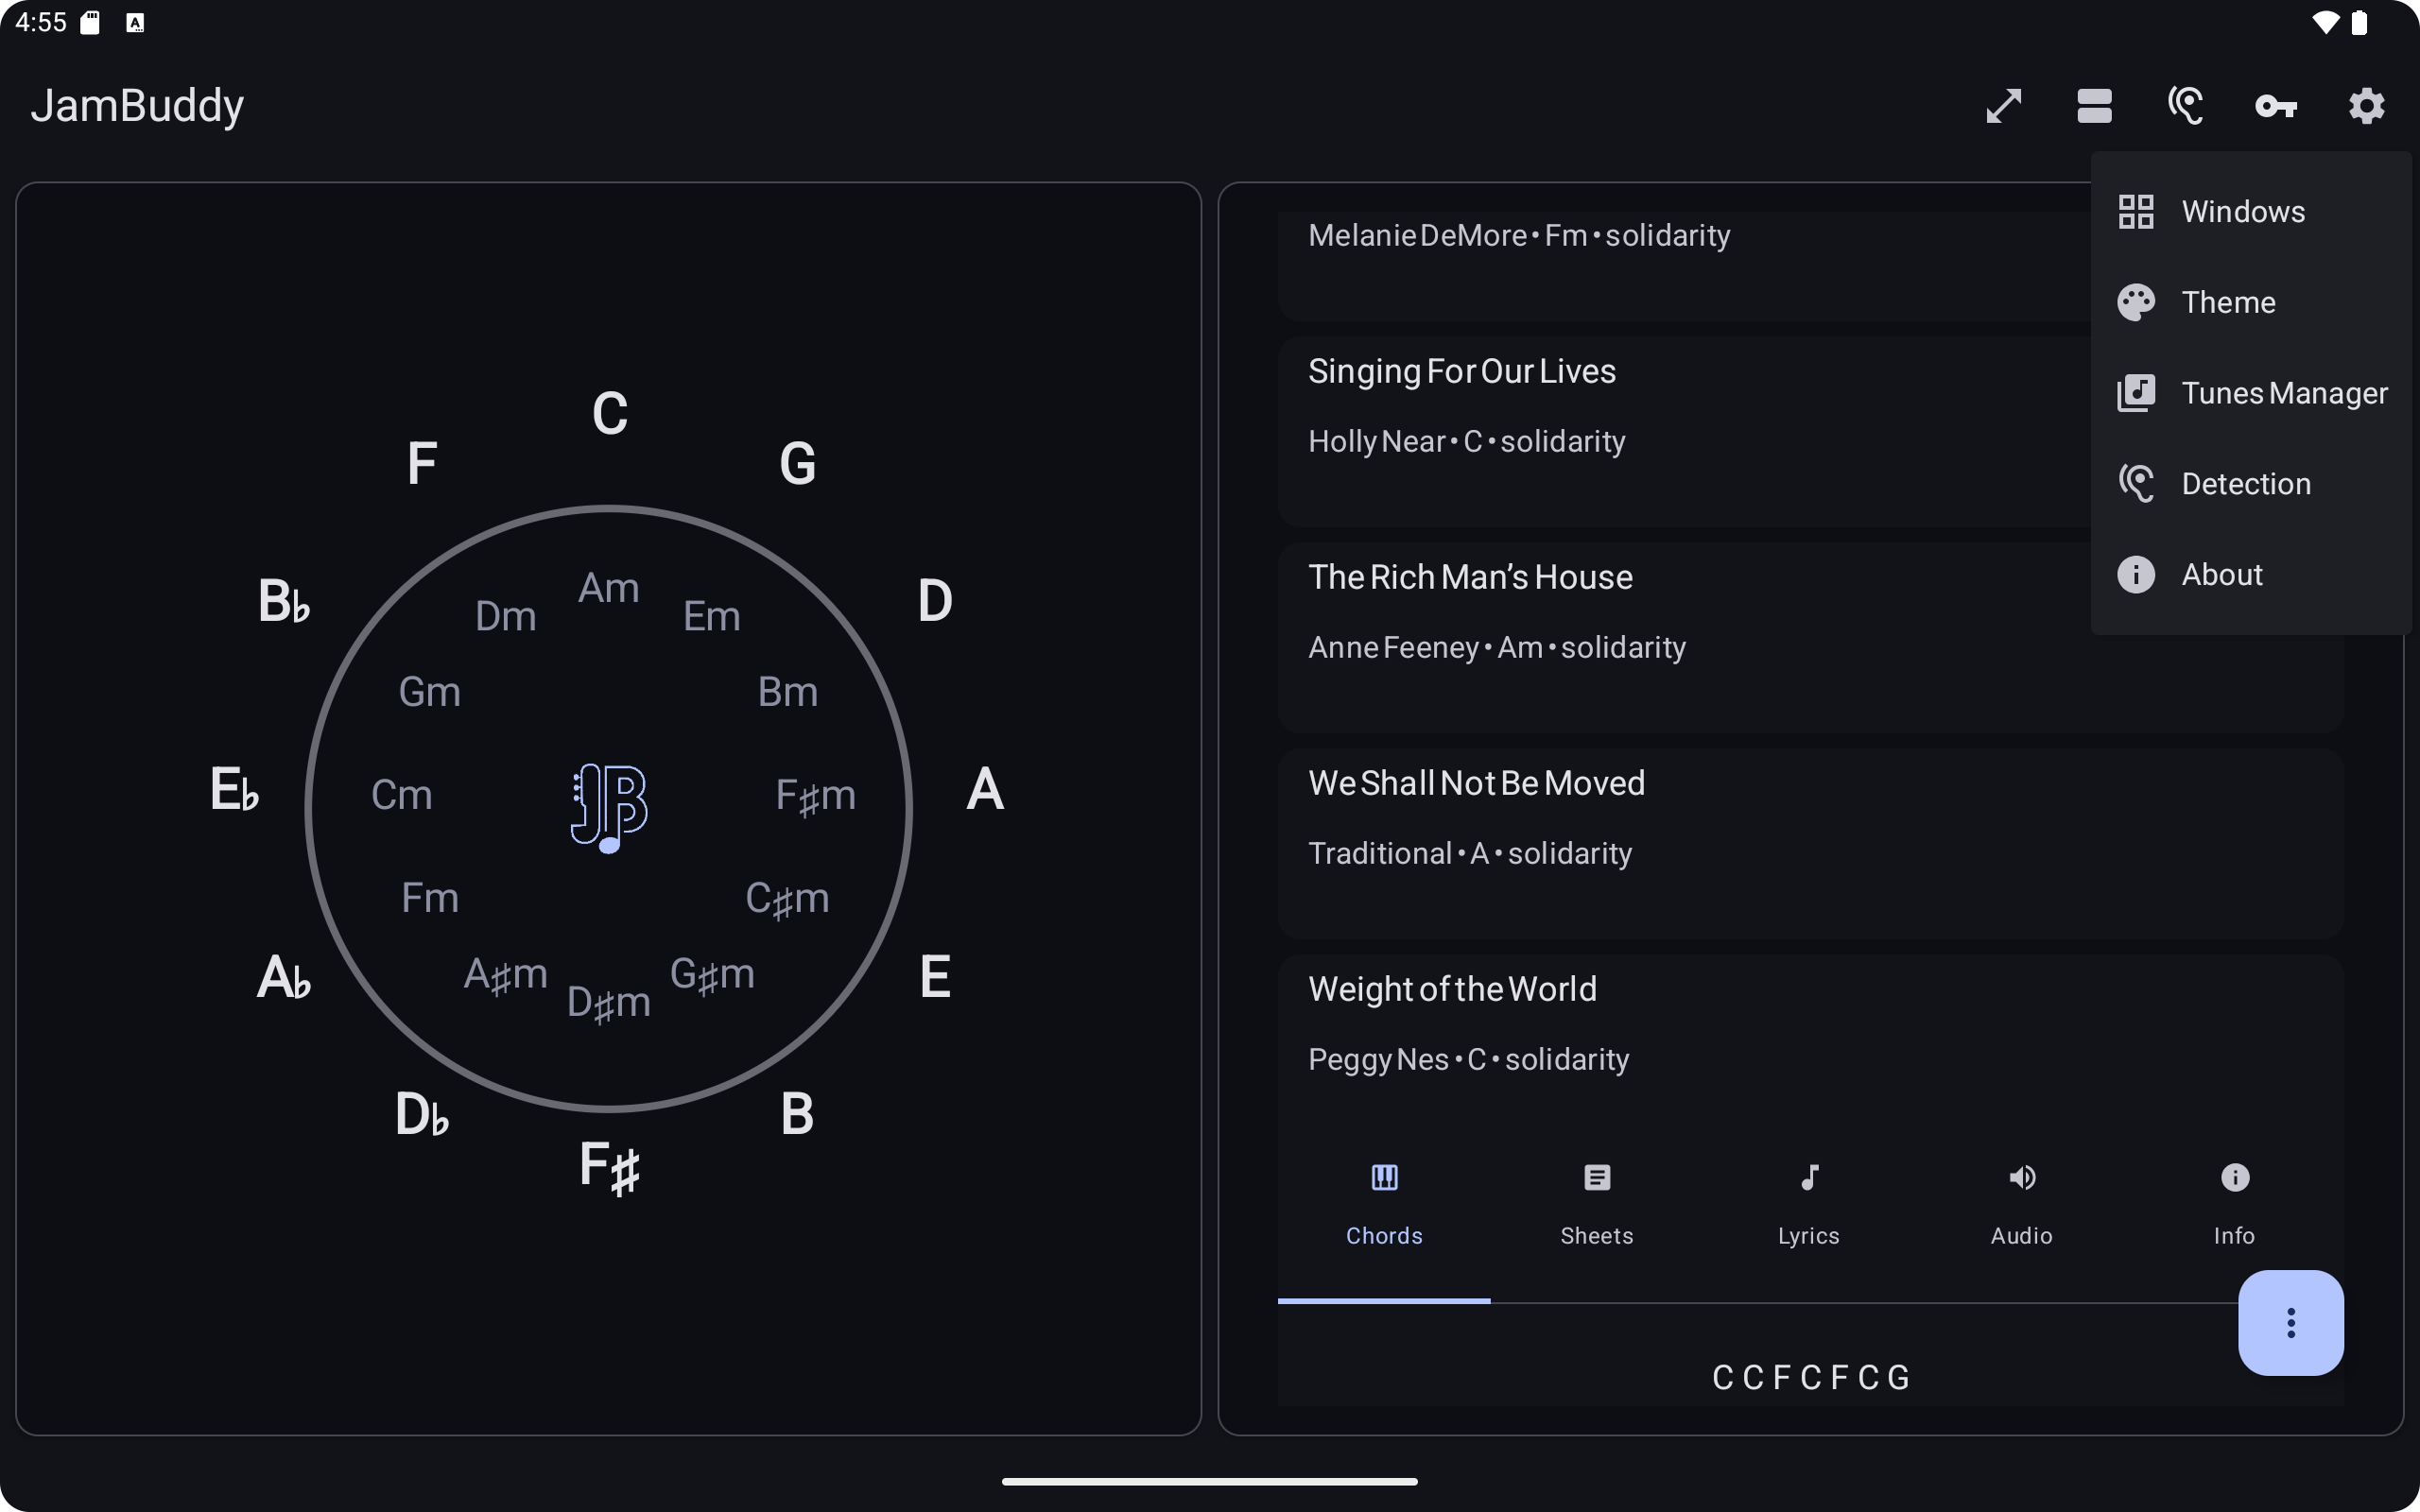 4:55
JamBuddy
C
F
G
B♭
D
Am
Dm
Em
Gm
Bm
E♭
Cm
JB
F♯m
A
Fm
C♯m
A♭
A♯m
G♯m
E
D♯m
D♭
B
F♯
Melanie DeMore • Fm • solidarity
Singing For Our Lives
Holly Near • C • solidarity
The Rich Man’s House
Anne Feeney • Am • solidarity
We Shall Not Be Moved
Traditional • A • solidarity
Weight of the World
Peggy Nes • C • solidarity
Chords Sheets Lyrics Audio Info
C C F C F C G
Windows
Theme
Tunes Manager
Detection
About